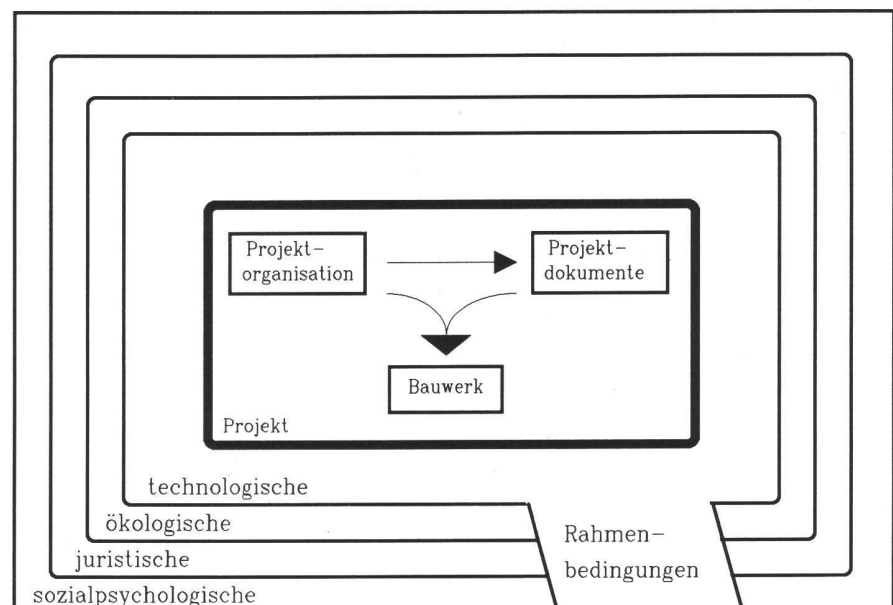 Projekt-
organisation
Projekt-
dokumente
Bauwerk
Projekt
technologische
ökologische
juristische
sozialpsychologische
Rahmen-
bedingungen